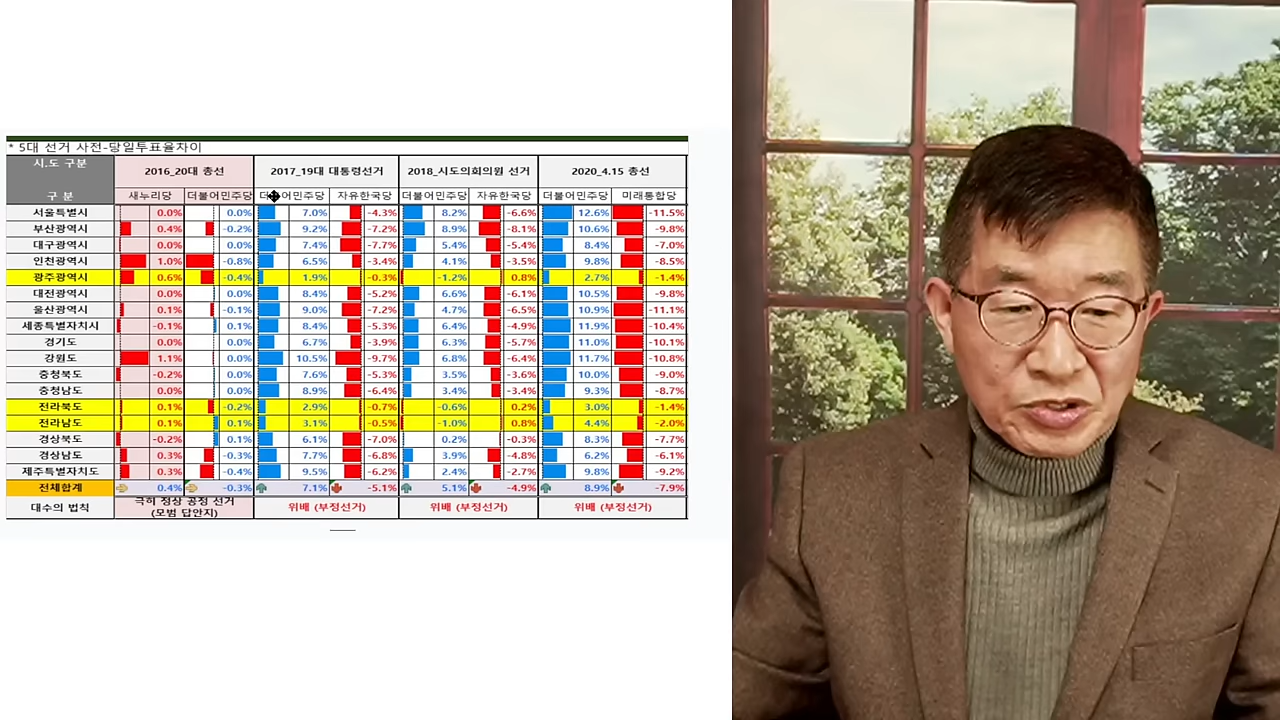 * 5대 선거 사전-당일투표율차이
시.도 구분 2016_20대 총선 2017_19대 대통령선거 2018_시도의회의원 선거 2020_4.15 총선
구 분 새누리당 더불어민주당 더불어민주당 자유한국당 더불어민주당 자유한국당 더불어민주당 미래통합당
서울특별시 0.0% 0.0% 7.0% -4.3% 8.2% -6.6% 12.6% -11.5%
부산광역시 0.4% -0.2% 9.2% -7.2% 8.9% -8.1% 10.6% -9.8%
대구광역시 0.0% 0.0% 7.4% -7.7% 5.4% -5.4% 8.4% -7.0%
인천광역시 1.0% -0.8% 6.5% -3.4% 4.1% -3.5% 9.8% -8.5%
광주광역시 0.6% -0.4% 1.9% -0.3% -1.2% 0.8% 2.7% -1.4%
대전광역시 0.0% 0.0% 8.4% -5.2% 6.6% -6.1% 10.5% -9.8%
울산광역시 0.1% -0.1% 9.0% -7.2% 4.7% -6.5% 10.9% -11.1%
세종특별자치시 -0.1% 0.1% 8.4% -5.3% 6.4% -4.9% 11.9% -10.4%
경기도 0.0% 0.0% 6.7% -3.9% 6.3% -5.7% 11.0% -10.1%
강원도 1.1% 0.0% 10.5% -9.7% 6.8% -6.4% 11.7% -10.8%
충청북도 -0.2% 0.0% 7.6% -5.3% 3.5% -3.6% 10.0% -9.0%
충청남도 0.0% 0.0% 8.9% -6.4% 3.4% -3.4% 9.3% -8.7%
전라북도 0.1% -0.2% 2.9% -0.7% -0.6% 0.2% 3.0% -1.4%
전라남도 0.1% 0.1% 3.1% -0.5% -1.0% 0.8% 4.4% -2.0%
경상북도 -0.2% 0.1% 6.1% -7.0% 0.2% -0.3% 8.3% -7.7%
경상남도 0.3% -0.3% 7.7% -6.8% 3.9% -4.8% 6.2% -6.1%
제주특별자치도 0.3% -0.4% 9.5% -6.2% 2.4% -2.7% 9.8% -9.2%
전체합계 0.4% -0.3% 7.1% -5.1% 5.1% -4.9% 8.9% -7.9%
대수의 법칙 극히 정상 공정 선거 위배 (부정선거) 위배 (부정선거) 위배 (부정선거)
(모범 답안지)